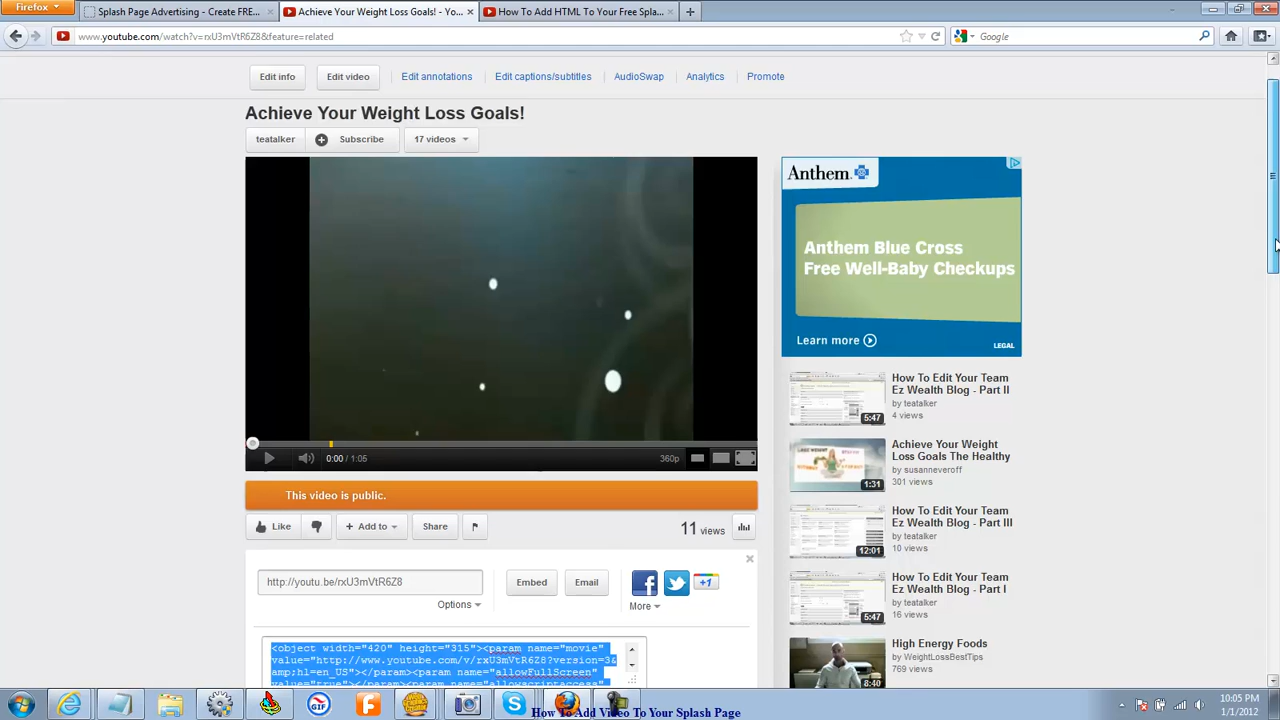 Firefox
Splash Page Advertising - Create FREE...
Achieve Your Weight Loss Goals! - Yo...
How To Add HTML To Your Free Spla...
www.youtube.com/watch?v=rxU3mVtR6Z8&feature=related
Google
Edit info
Edit video
Edit annotations
Edit captions/subtitles
AudioSwap
Analytics
Promote
Achieve Your Weight Loss Goals!
teatalker
Subscribe
17 videos
Anthem.
Anthem Blue Cross
Free Well-Baby Checkups
Learn more
LEGAL
0:00 / 1:05
360p
This video is public.
Like
Add to
Share
11 views
http://youtu.be/rxU3mVtR6Z8
Embed
Email
+1
Options
More
<object width="420" height="315"><param name="movie"
value="http://www.youtube.com/v/rxU3mVtR6Z8?version=3&
amp;hl=en_US"></param><param name="allowFullScreen"
value="true"></param><param name="allowscriptaccess"
How To Edit Your Team
Ez Wealth Blog - Part II
by teatalker
4 views
5:47
Achieve Your Weight
Loss Goals The Healthy
by susanneveroff
301 views
1:31
How To Edit Your Team
Ez Wealth Blog - Part III
by teatalker
10 views
12:01
How To Edit Your Team
Ez Wealth Blog - Part I
by teatalker
16 views
5:47
High Energy Foods
by WeightLossBestTips
769 views
8:40
GIF
How To Add Video To Your Splash Page
10:05 PM
1/1/2012